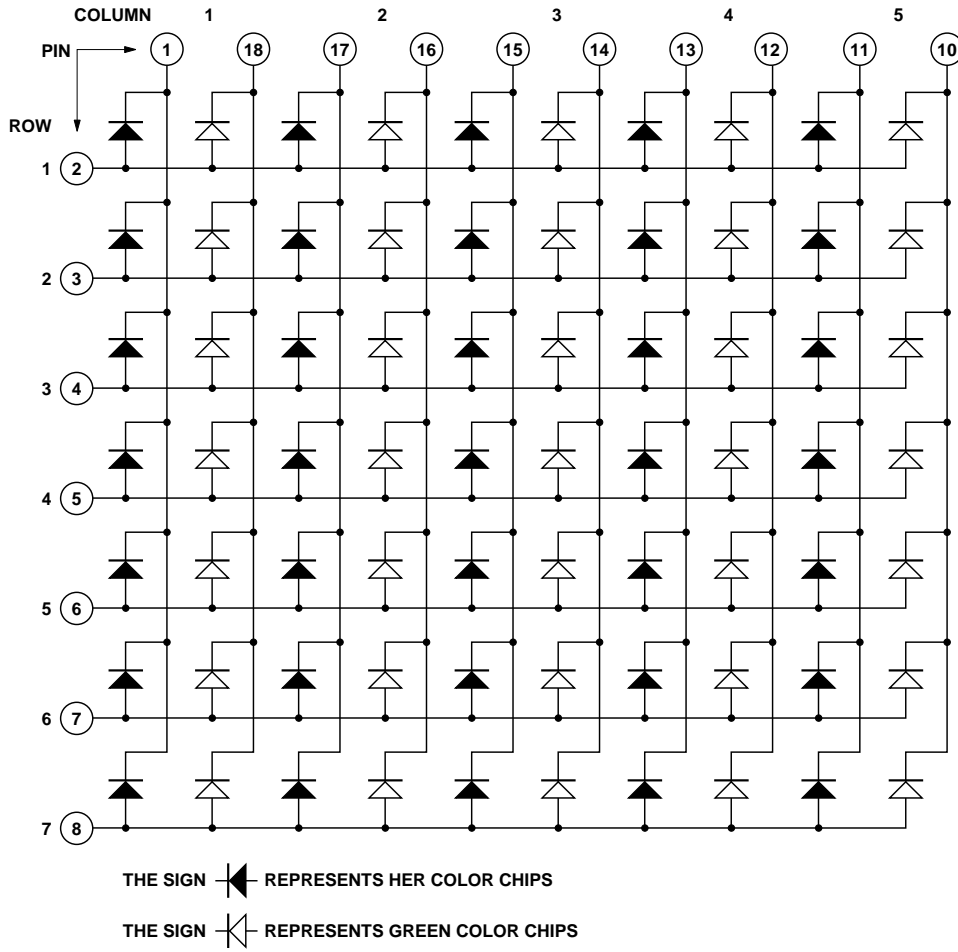 COLUMN 1 2 3 4 5
PIN 1 18 17 16 15 14 13 12 11 10
ROW
1 2
2 3
3 4
4 5
5 6
6 7
7 8
THE SIGN REPRESENTS HER COLOR CHIPS
THE SIGN REPRESENTS GREEN COLOR CHIPS